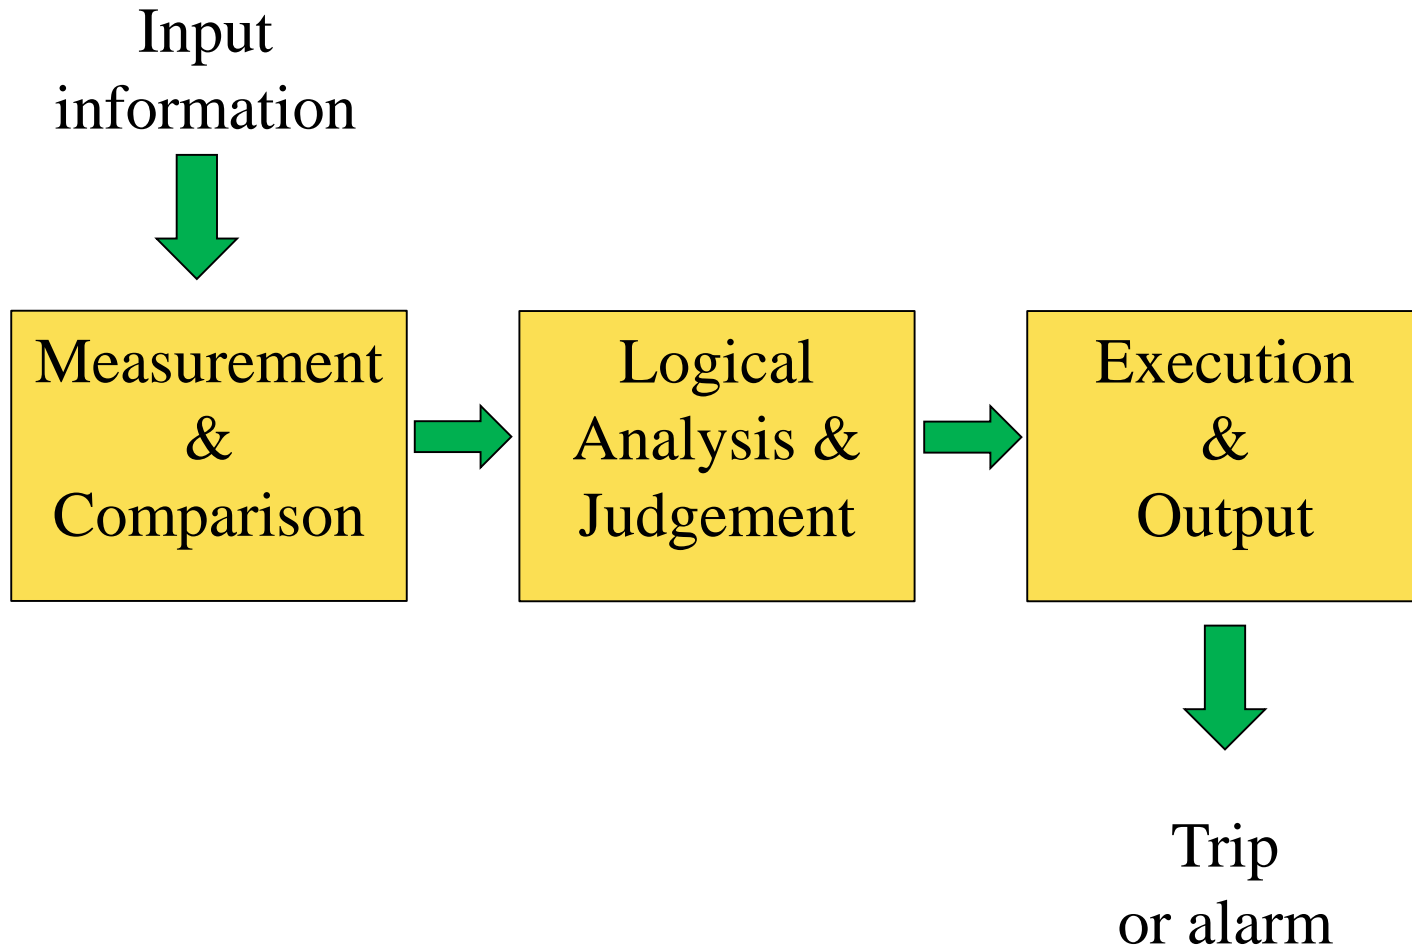 Input
information
Measurement
&
Comparison
Logical
Analysis &
Judgement
Execution
&
Output
Trip
or alarm